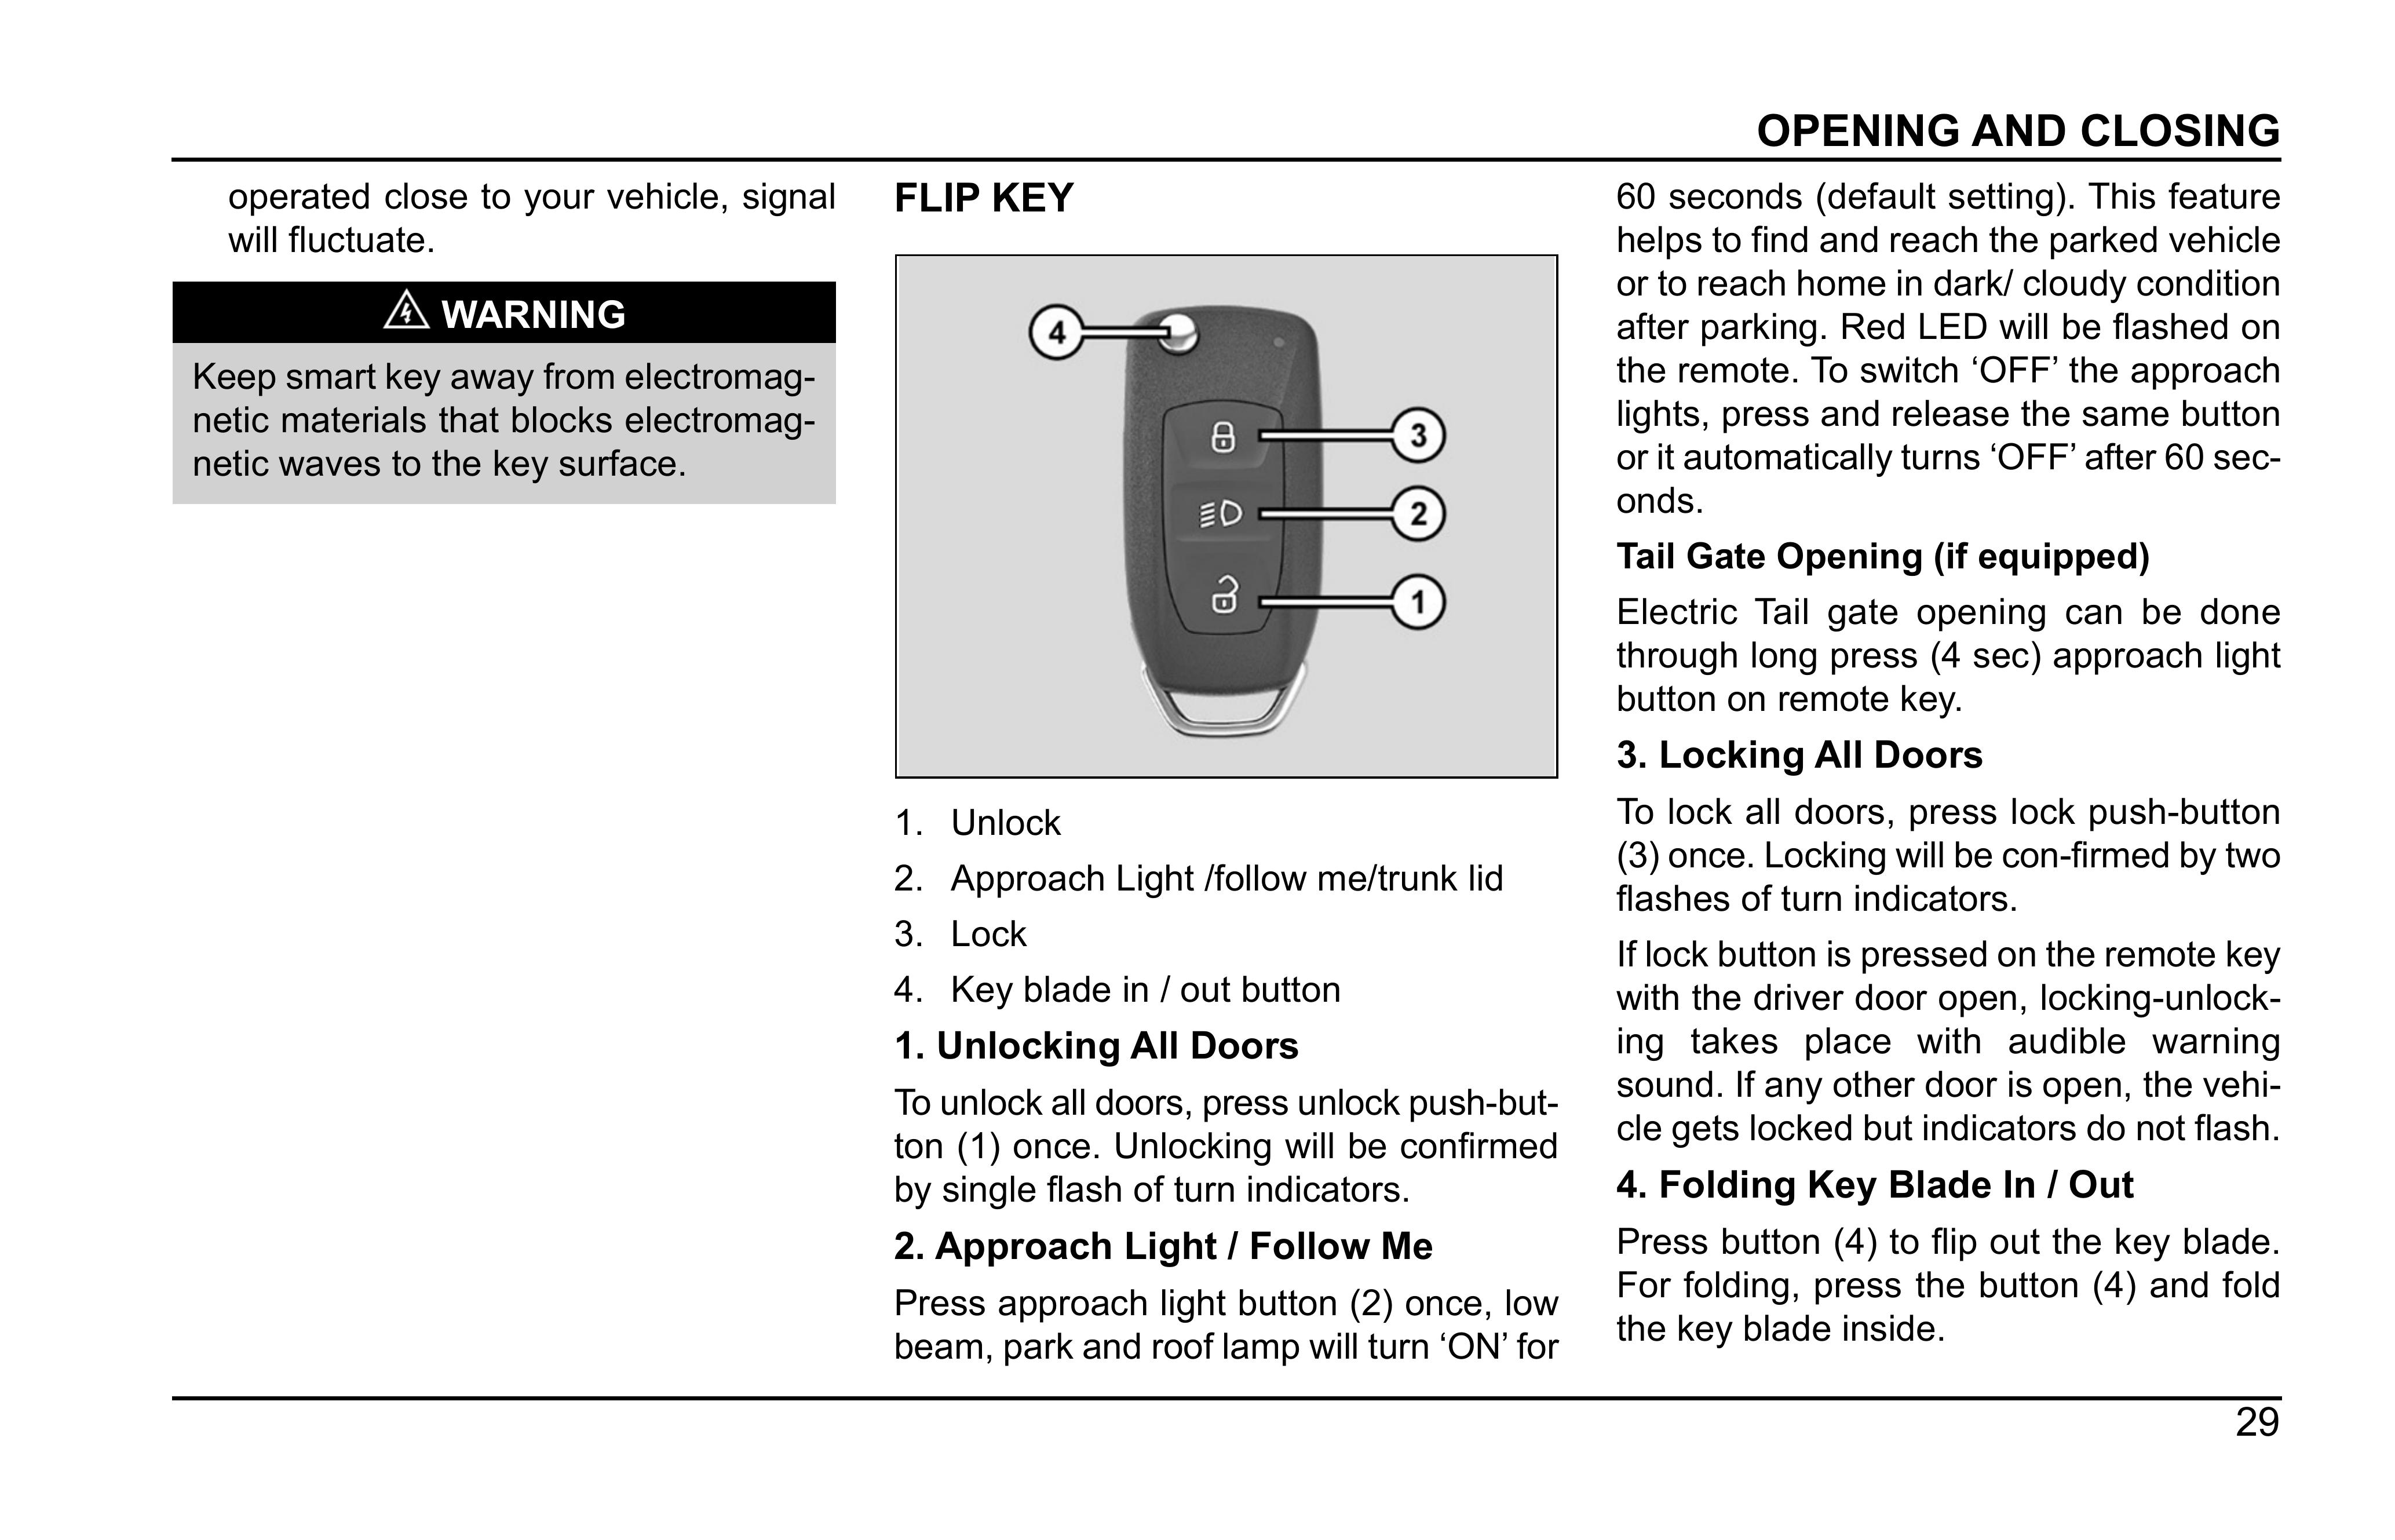 OPENING AND CLOSING
operated close to your vehicle, signal
will fluctuate.
WARNING
Keep smart key away from electromag-
netic materials that blocks electromag-
netic waves to the key surface.
FLIP KEY
4
3
2
1
1. Unlock
2. Approach Light /follow me/trunk lid
3. Lock
4. Key blade in / out button
1. Unlocking All Doors
To unlock all doors, press unlock push-but-
ton (1) once. Unlocking will be confirmed
by single flash of turn indicators.
2. Approach Light / Follow Me
Press approach light button (2) once, low
beam, park and roof lamp will turn ‘ON’ for
60 seconds (default setting). This feature
helps to find and reach the parked vehicle
or to reach home in dark/ cloudy condition
after parking. Red LED will be flashed on
the remote. To switch ‘OFF’ the approach
lights, press and release the same button
or it automatically turns ‘OFF’ after 60 sec-
onds.
Tail Gate Opening (if equipped)
Electric Tail gate opening can be done
through long press (4 sec) approach light
button on remote key.
3. Locking All Doors
To lock all doors, press lock push-button
(3) once. Locking will be con-firmed by two
flashes of turn indicators.
If lock button is pressed on the remote key
with the driver door open, locking-unlock-
ing takes place with audible warning
sound. If any other door is open, the vehi-
cle gets locked but indicators do not flash.
4. Folding Key Blade In / Out
Press button (4) to flip out the key blade.
For folding, press the button (4) and fold
the key blade inside.
29